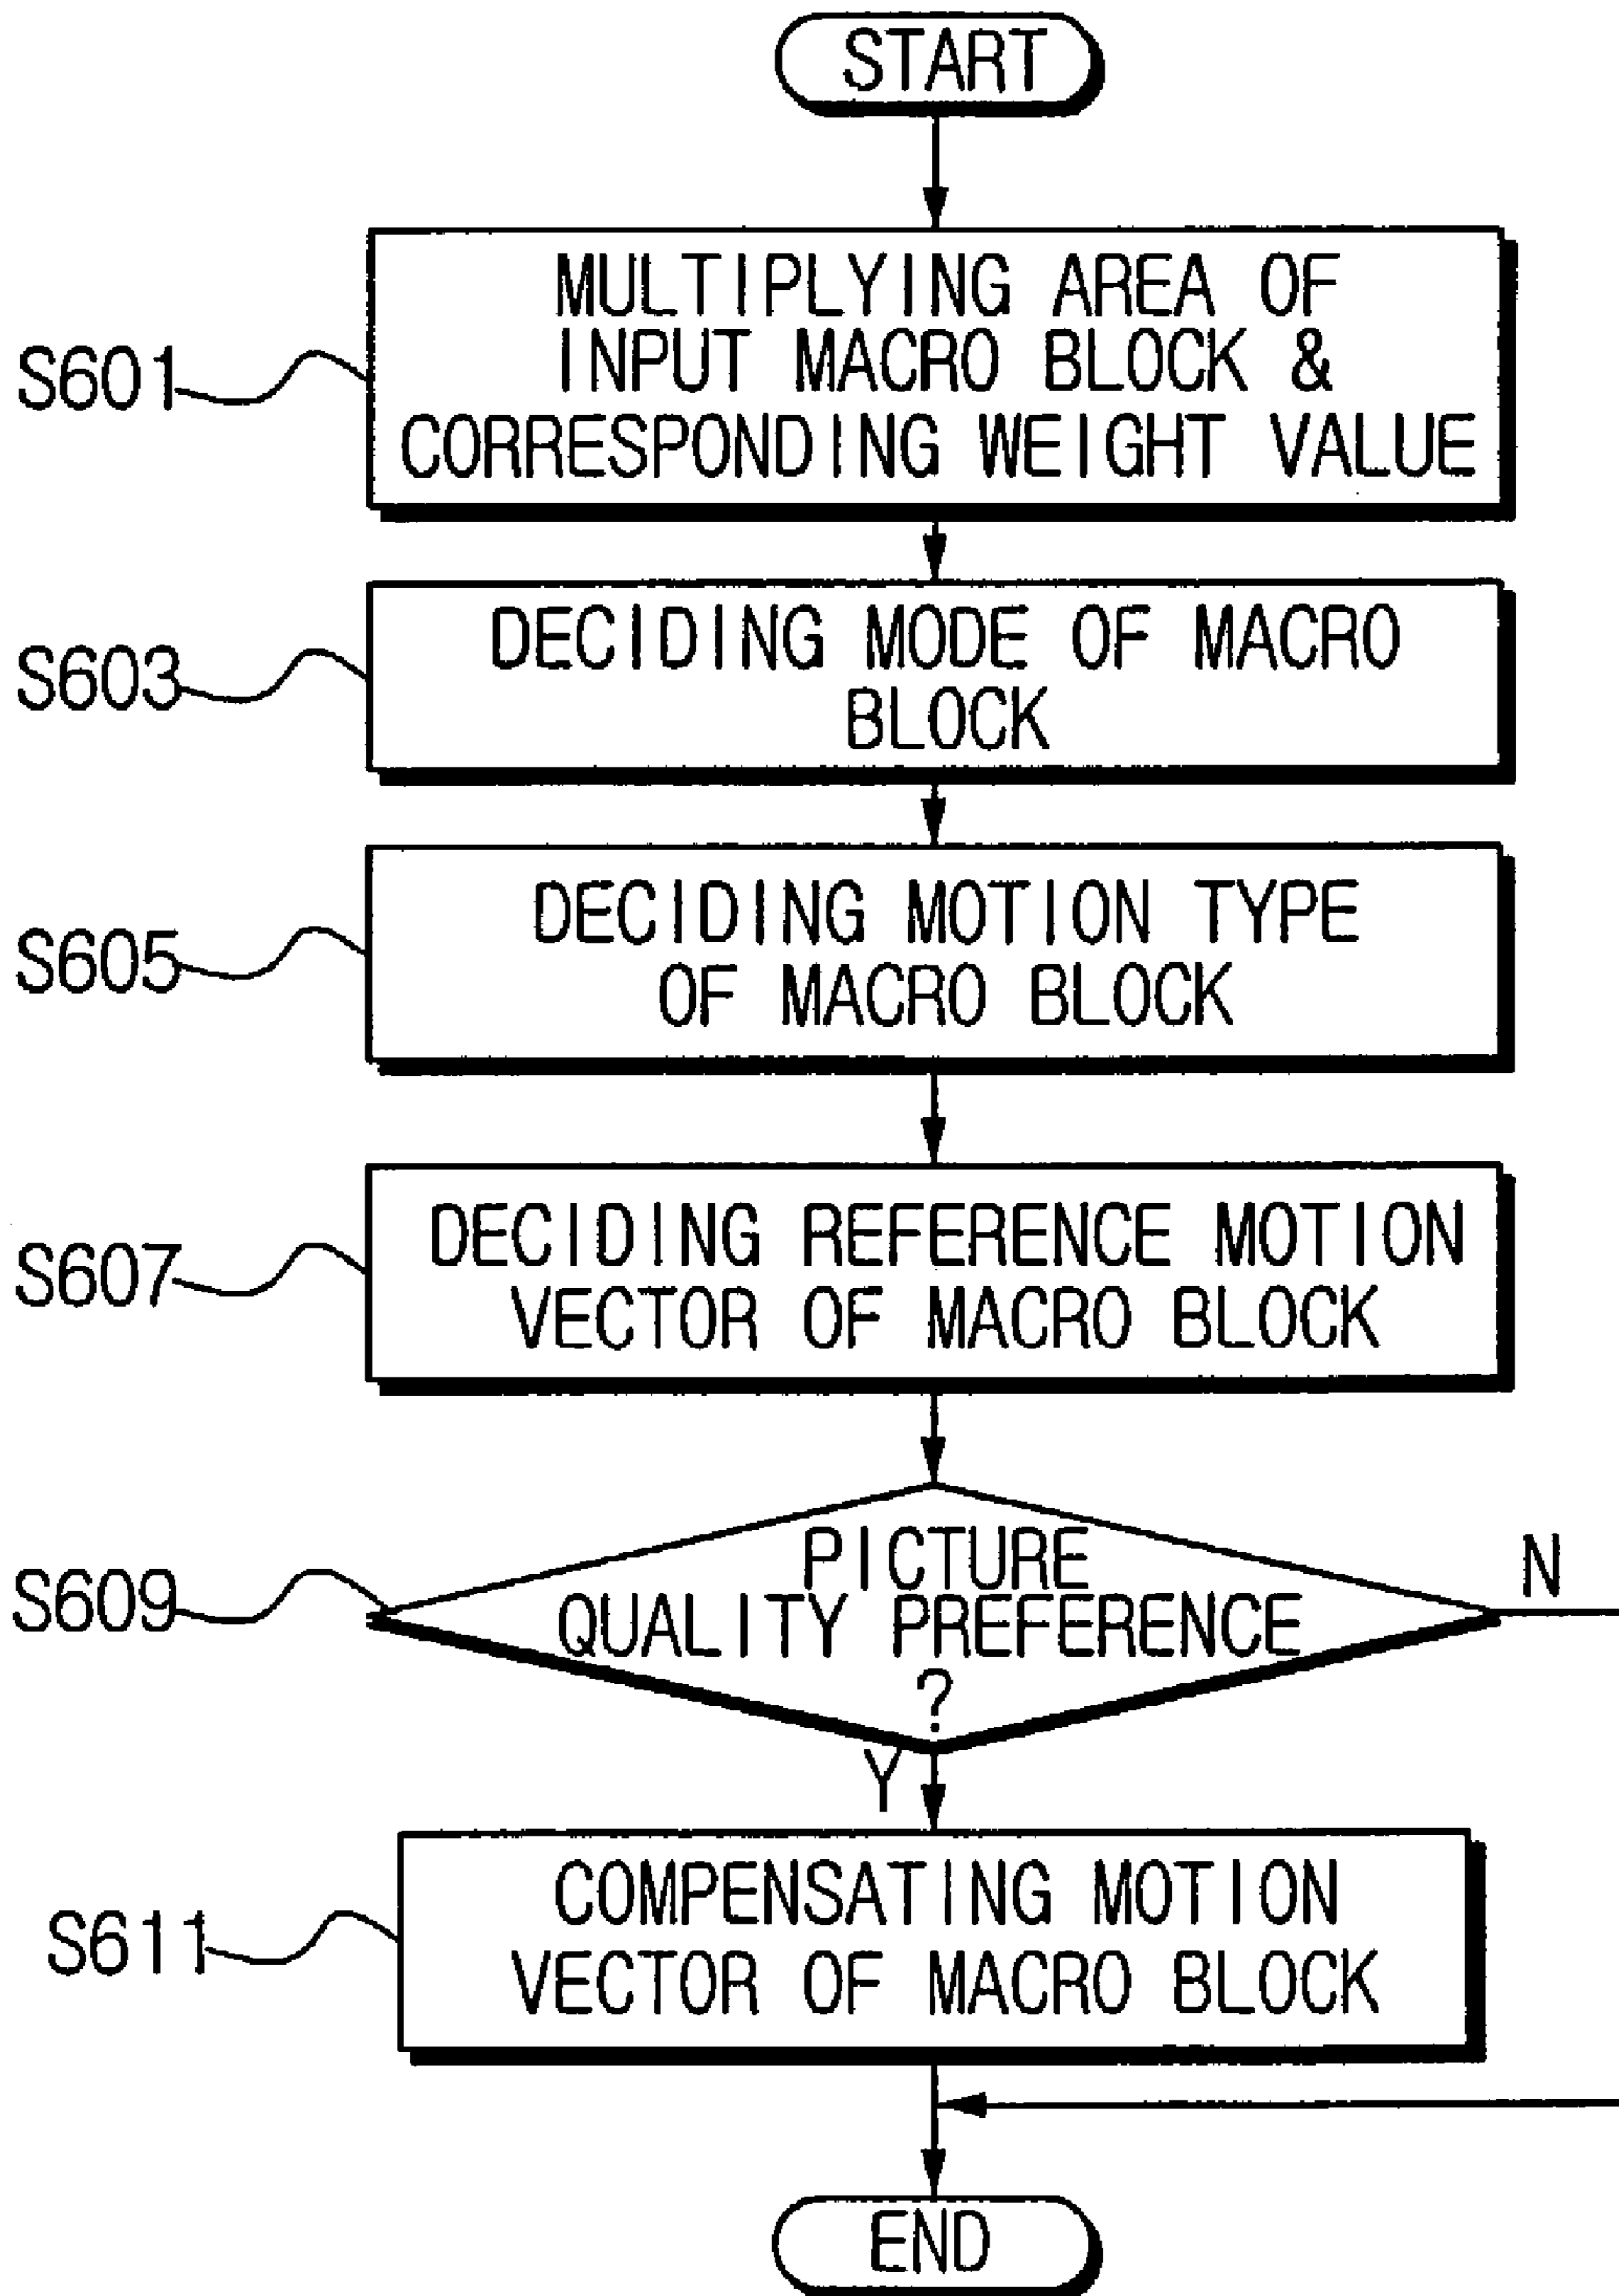 START
S601
MULTIPLYING AREA OF
INPUT MACRO BLOCK &
CORRESPONDING WEIGHT VALUE
S603
DECIDING MODE OF MACRO
BLOCK
S605
DECIDING MOTION TYPE
OF MACRO BLOCK
S607
DECIDING REFERENCE MOTION
VECTOR OF MACRO BLOCK
S609
PICTURE
QUALITY PREFERENCE
?
N
Y
S611
COMPENSATING MOTION
VECTOR OF MACRO BLOCK
END